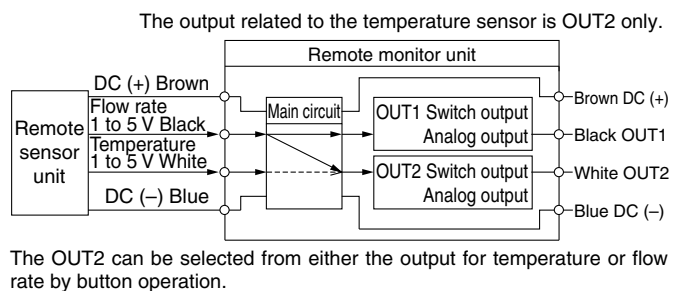 The output related to the temperature sensor is OUT2 only.
Remote monitor unit
DC (+) Brown
Flow rate
1 to 5 V Black
Temperature
1 to 5 V White
DC (–) Blue
Remote
sensor
unit
Main circuit
OUT1 Switch output
Analog output
OUT2 Switch output
Analog output
Brown DC (+)
Black OUT1
White OUT2
Blue DC (–)
The OUT2 can be selected from either the output for temperature or flow
rate by button operation.